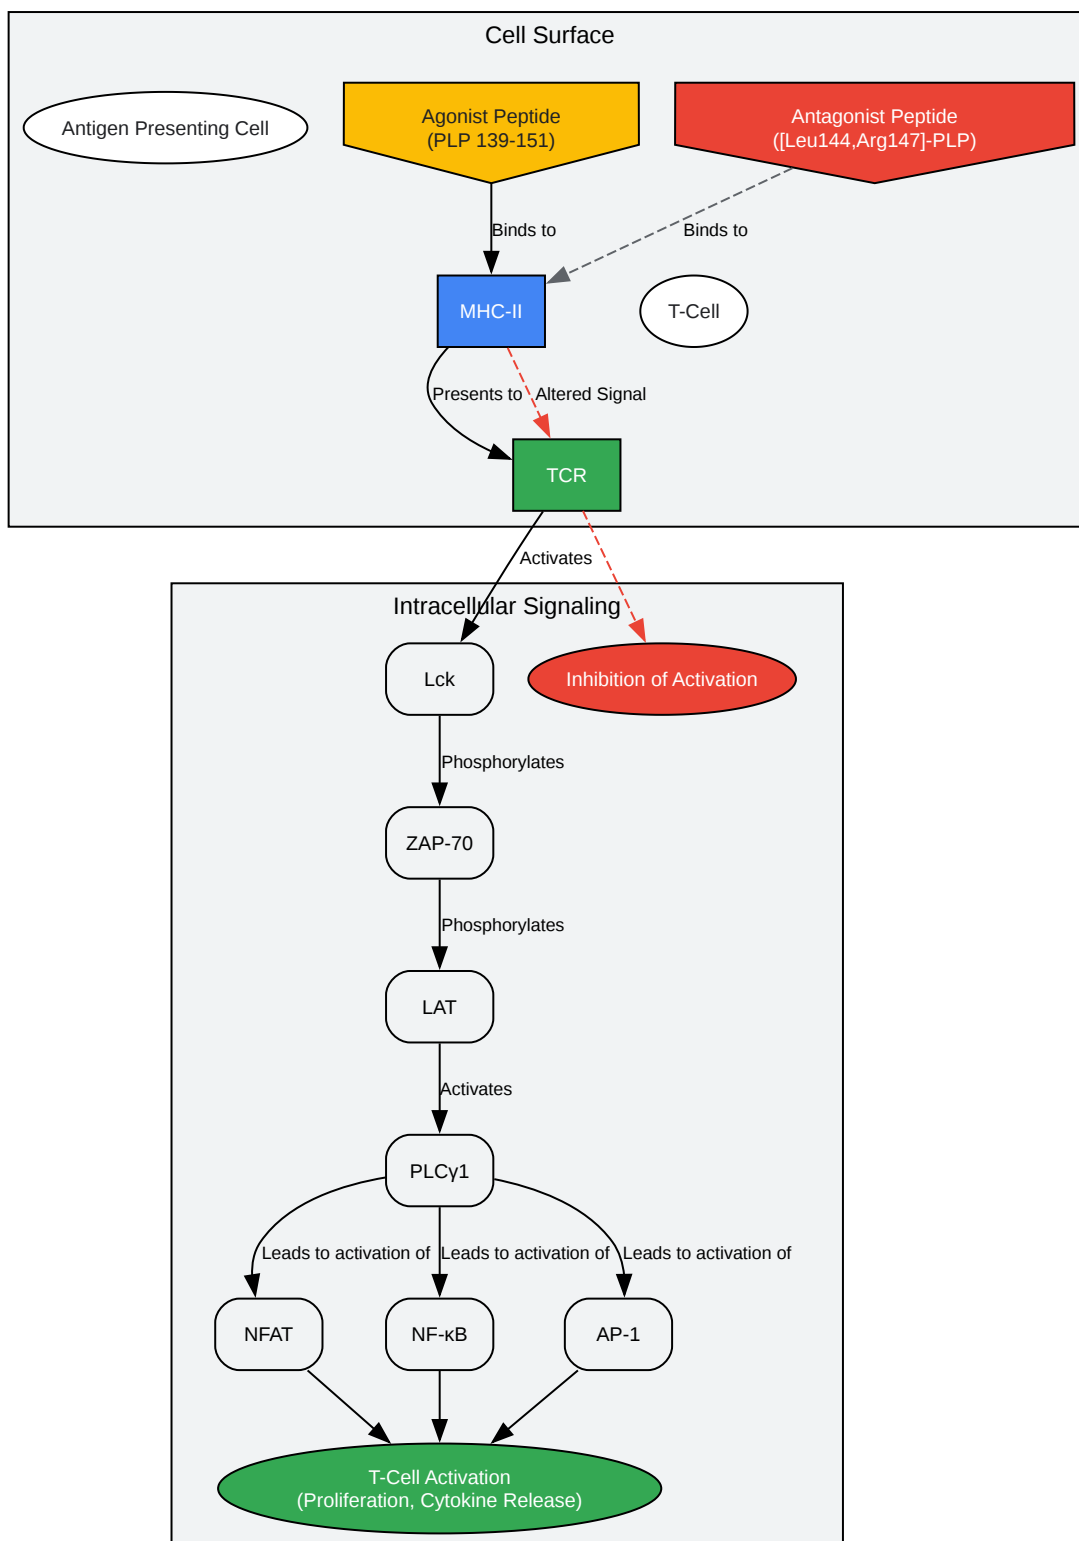 Cell Surface
Antigen Presenting Cell
Agonist Peptide
(PLP 139-151)
Antagonist Peptide
([Leu144,Arg147]-PLP)
Binds to
Binds to
MHC-II
T-Cell
Presents to
Altered Signal
TCR
Activates
Intracellular Signaling
Lck
Inhibition of Activation
Phosphorylates
ZAP-70
Phosphorylates
LAT
Activates
PLCγ1
Leads to activation of
Leads to activation of
Leads to activation of
NFAT
NF-κB
AP-1
T-Cell Activation
(Proliferation, Cytokine Release)